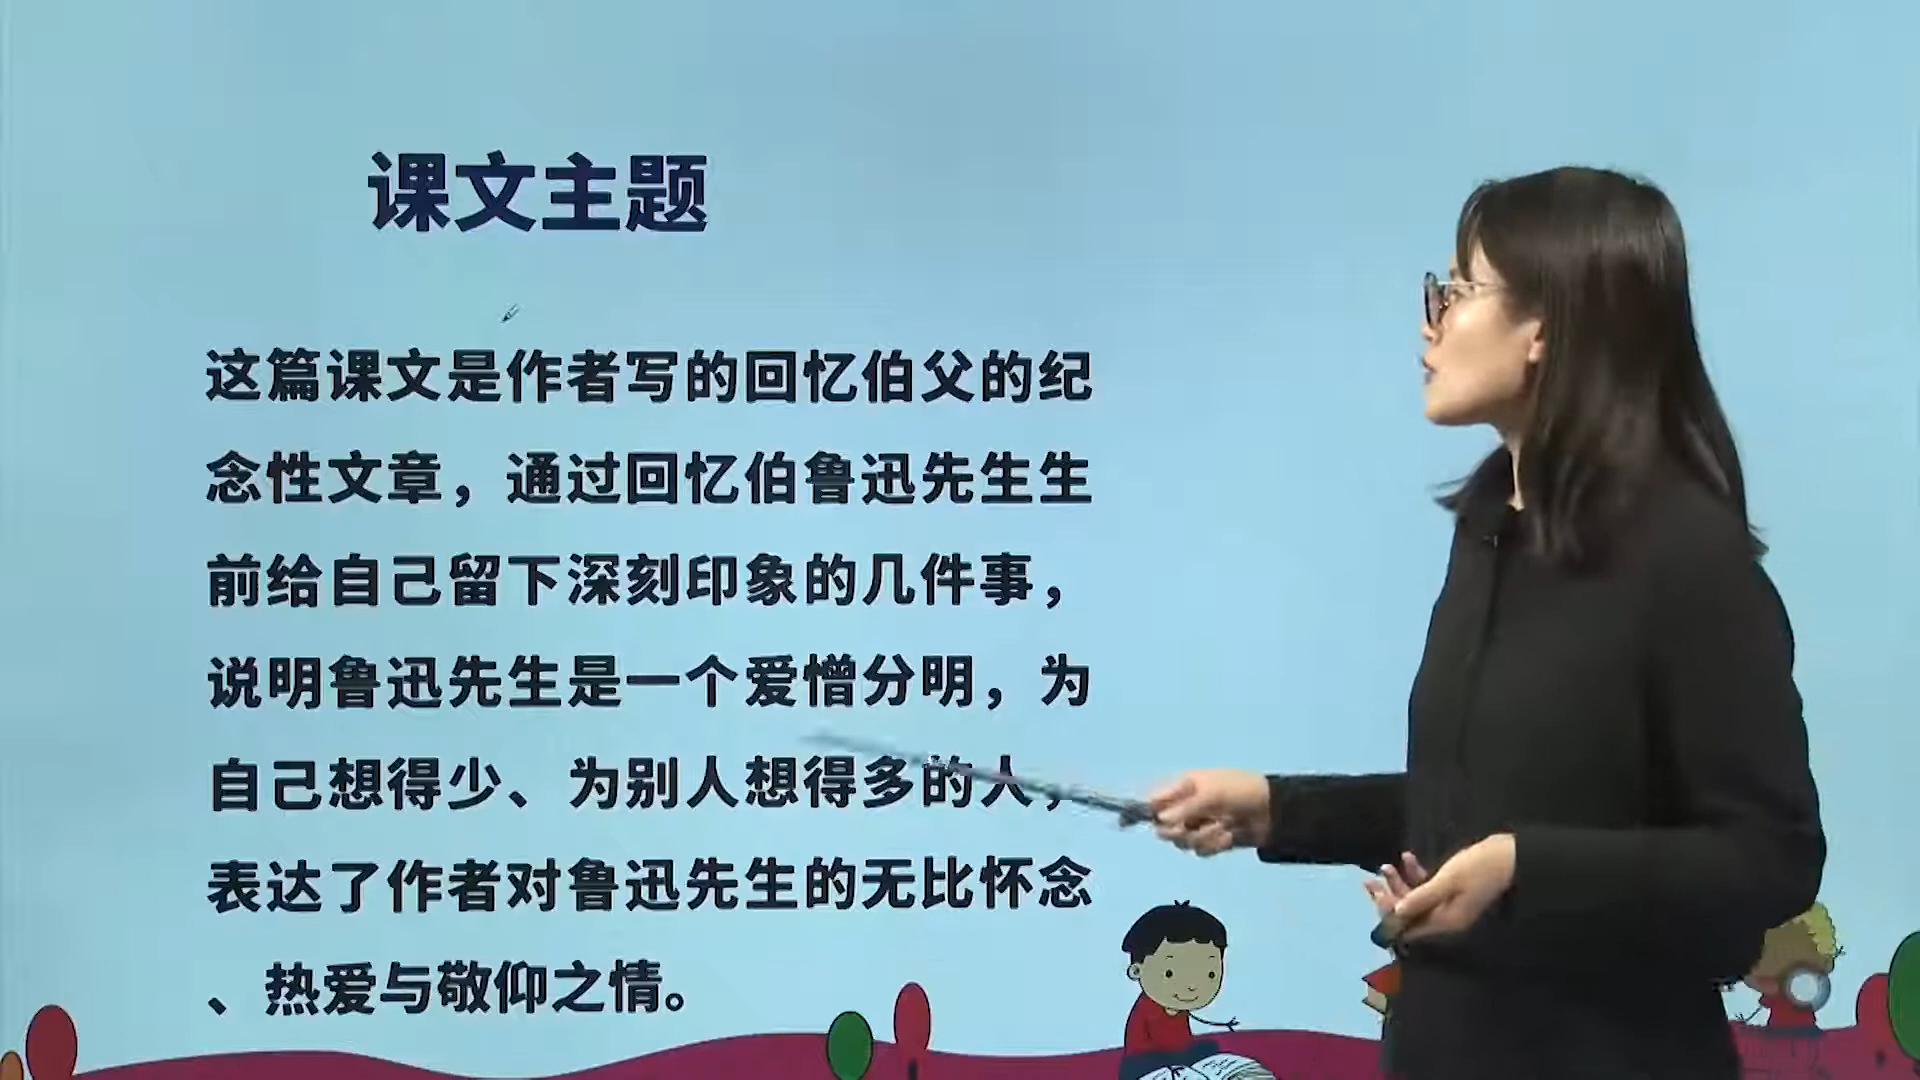 课文主题
这篇课文是作者写的回忆伯父的纪
念性文章，通过回忆伯鲁迅先生生
前给自己留下深刻印象的几件事，
说明鲁迅先生是一个爱憎分明，为
自己想得少、为别人想得多的人，
表达了作者对鲁迅先生的无比怀念
、热爱与敬仰之情。